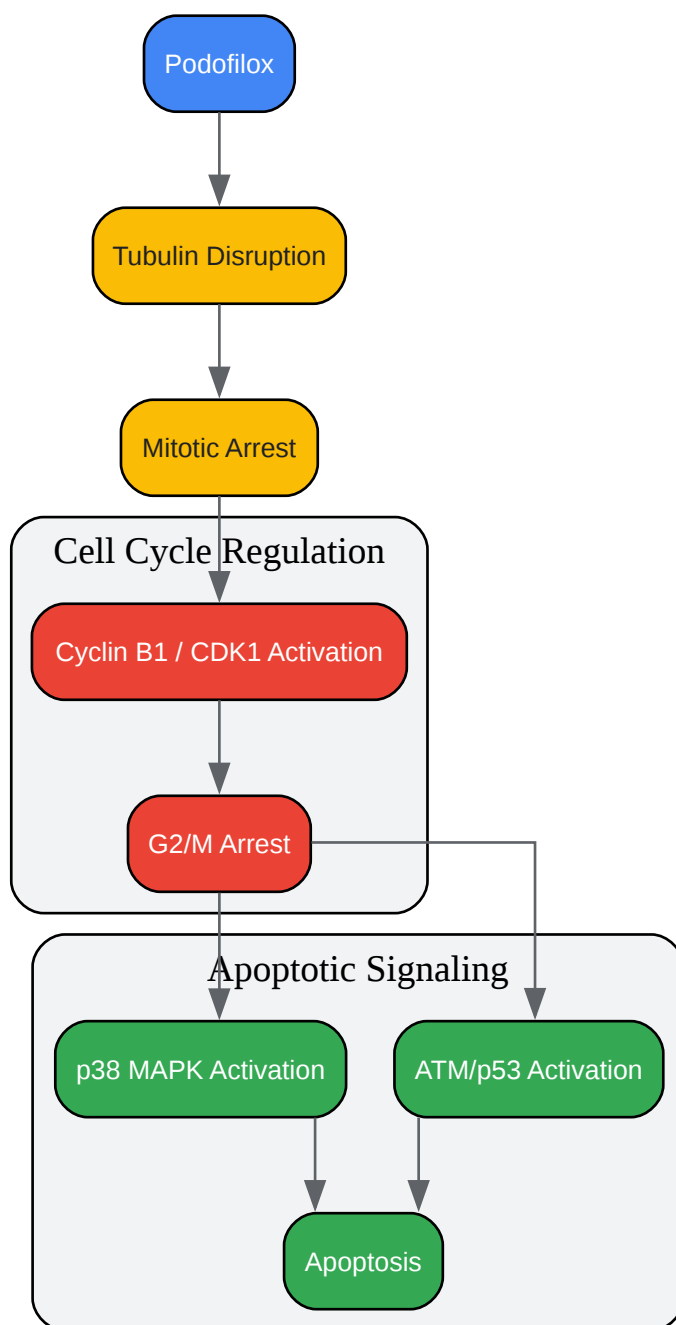 Podofilox
Tubulin Disruption
Mitotic Arrest
Cell Cycle Regulation
Cyclin B1 / CDK1 Activation
G2/M Arrest
Apoptotic Signaling
p38 MAPK Activation
ATM/p53 Activation
Apoptosis